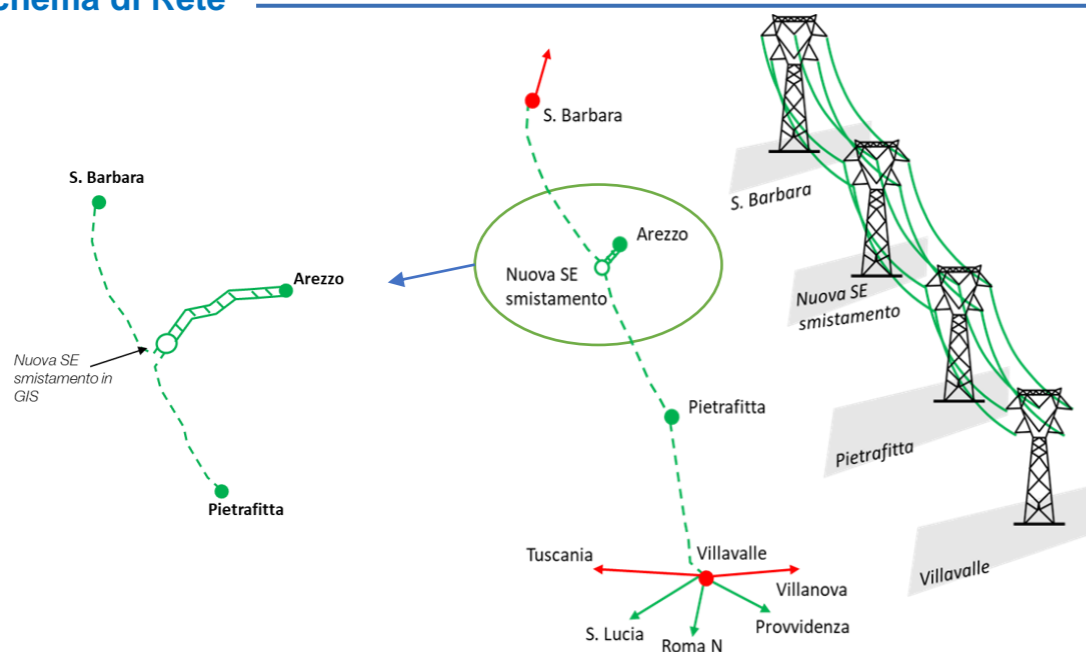 chema di Rete
S. Barbara
Arezzo
Nuova SE
smistamento in
GIS
Pietrafitta
S. Barbara
Arezzo
Nuova SE
smistamento
Pietrafitta
Tuscania
Villavalle
Villanova
S. Lucia
Roma N
Provvidenza
S. Barbara
Nuova SE
smistamento
Pietrafitta
Villavalle